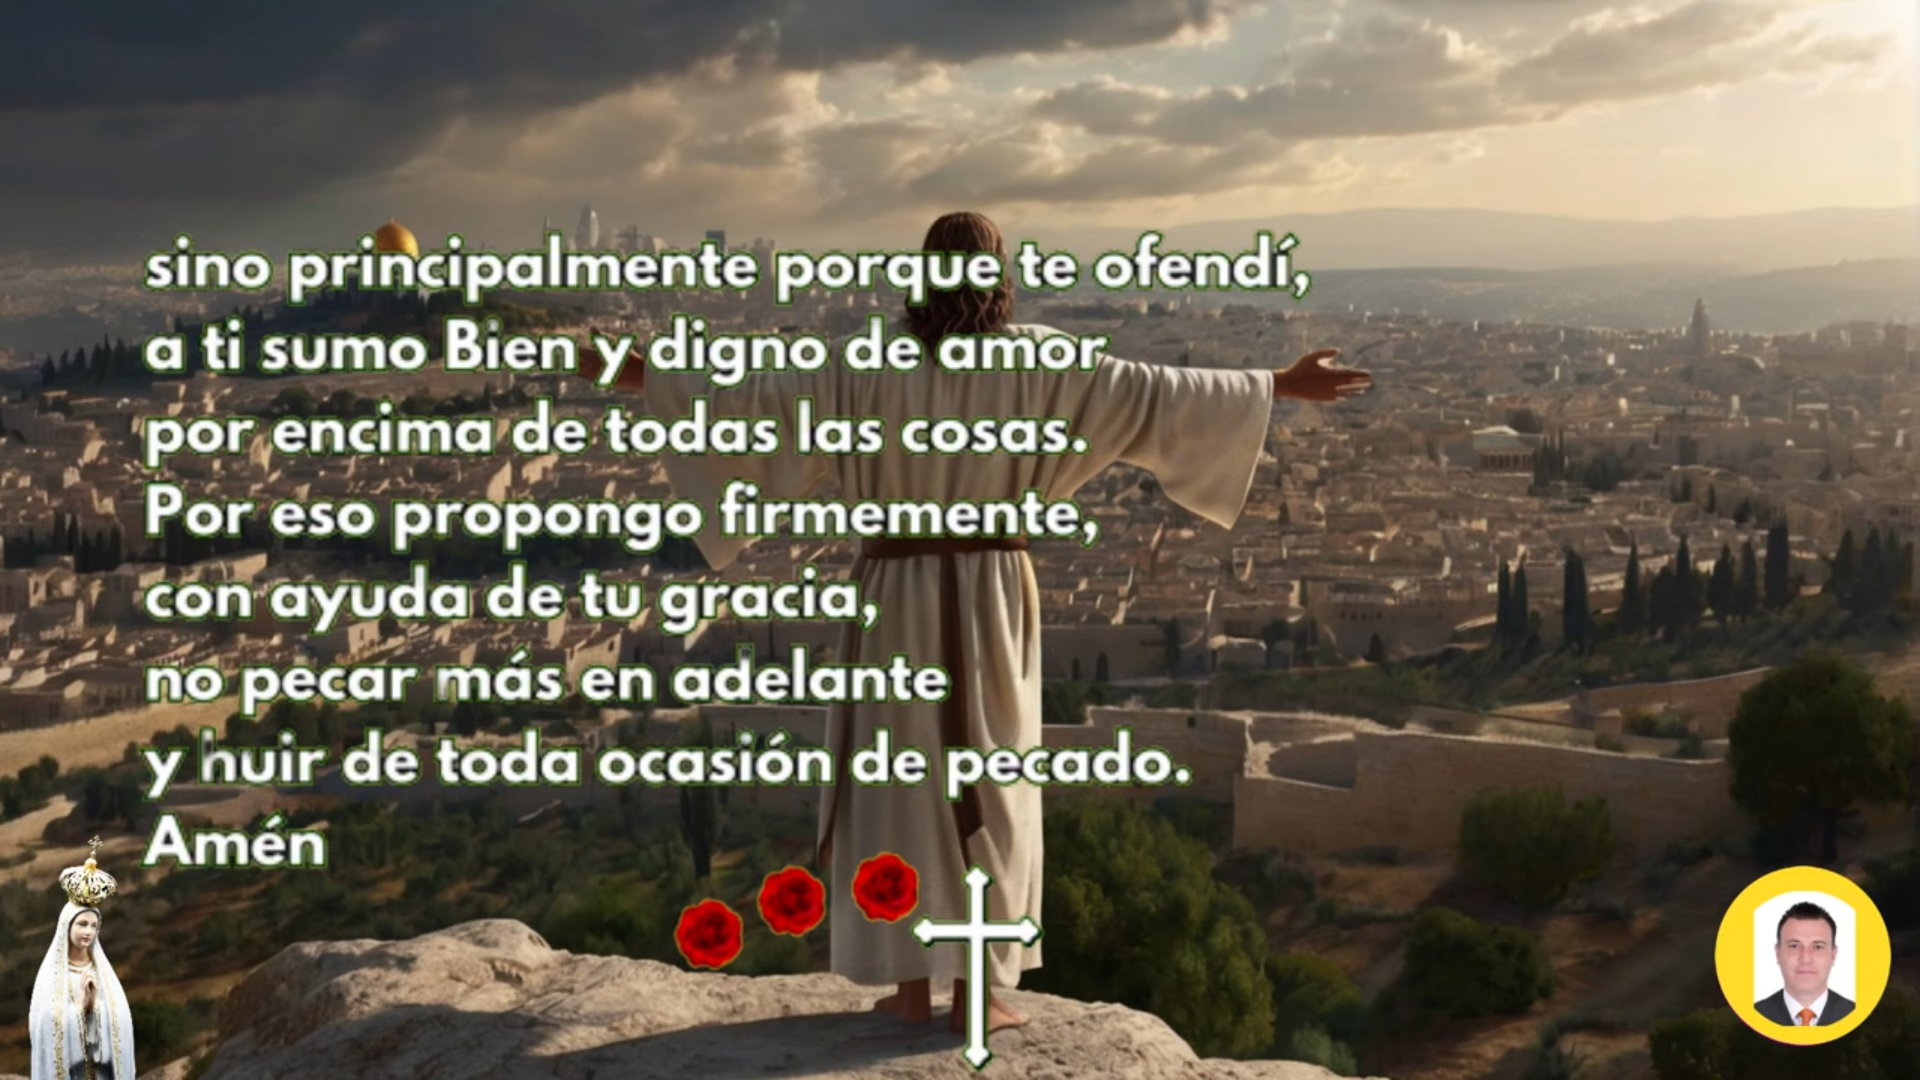 sino principalmente porque te ofendí,
a ti sumo Bien y digno de amor
por encima de todas las cosas.
Por eso propongo firmemente,
con ayuda de tu gracia,
no pecar más en adelante
y huir de toda ocasión de pecado.
Amén